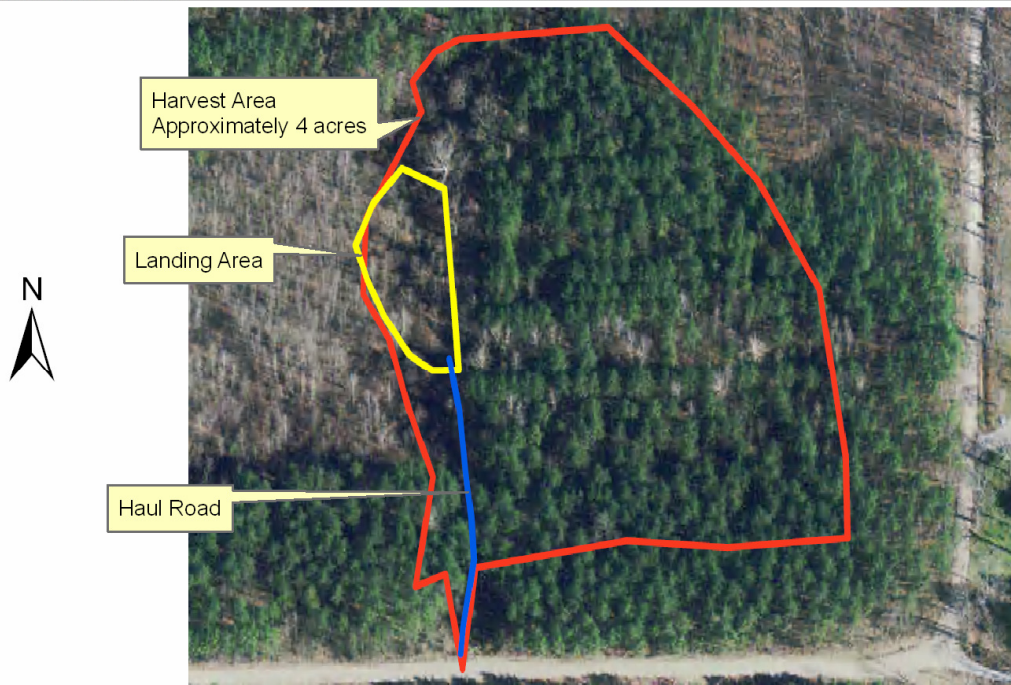 Harvest Area
Approximately 4 acres
Landing Area
N
Haul Road